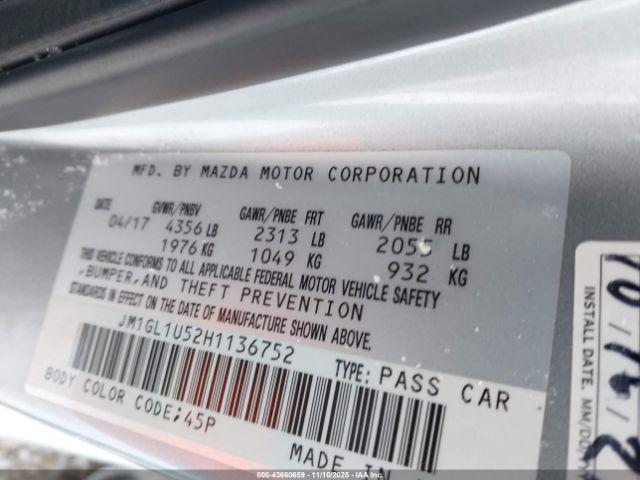 MFD. BY MAZDA MOTOR CORPORATION
DATE GVWR/PNBV GAWR/PNBE FRT GAWR/PNBE RR
04/17 4356 LB 2313 LB 2055 LB
1976 KG 1049 KG 932 KG
THIS VEHICLE CONFORMS TO ALL APPLICABLE FEDERAL MOTOR VEHICLE SAFETY
,BUMPER,AND THEFT PREVENTION
STANDARDS IN EFFECT ON THE DATE OF MANUFACTURE SHOWN ABOVE.
JM1GL1U52H1136752
TYPE: PASS CAR
BODY COLOR CODE:45P
MADE IN
INSTALL DATE, MM/DD/
000-43660659 - 11/10/2025 - IAAI.COM